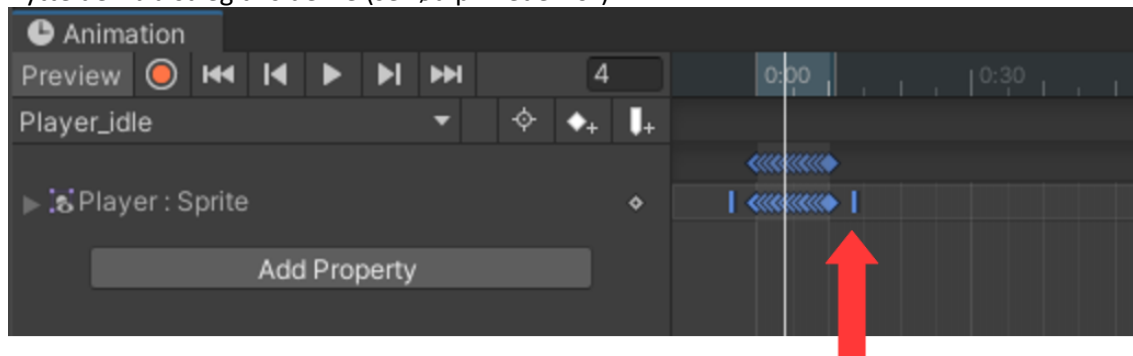 Animation
Preview 4 0:00 0:30
Player_idle
Player : Sprite
Add Property